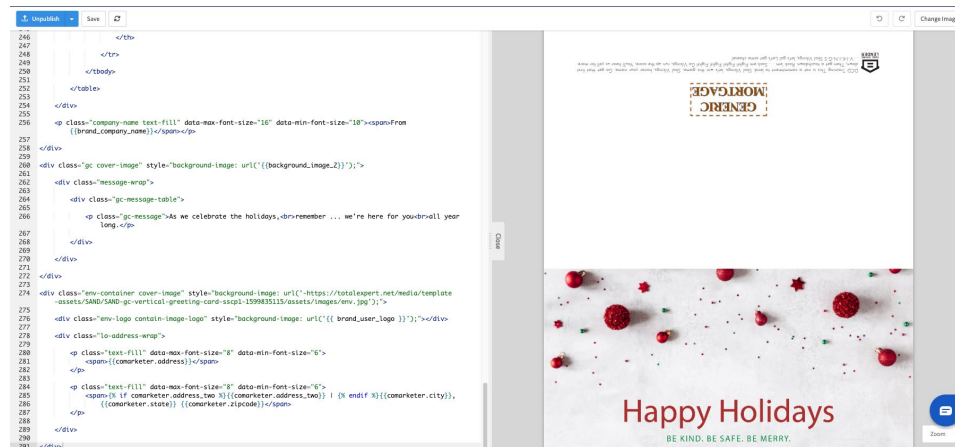 Unpublish
Save
Change Imag
246 </th>
247
248 </tr>
249
250 </tbody>
251
252 </table>
253
254 </div>
255
256 <p class="company-name text-fill" data-max-font-size="16" data-min-font-size="10"><span>From
{{brand_company_name}}</span></p>
257
258 </div>
259
260 <div class="gc cover-image" style="background-image: url('{{background_image_2}}');">
261
262 <div class="message-wrap">
263
264 <div class="gc-message-table">
265
266 <p class="gc-message">As we celebrate the holidays,<br>remember ... we're here for you<br>all year
long.</p>
267
268 </div>
269
270 </div>
271
272 </div>
273
274 <div class="env-container cover-image" style="background-image: url('-https://totalexpert.net/media/template
-assets/SAND/SAND-gc-vertical-greeting-card-sscp1-1599835115/assets/images/env.jpg');">
275
276 <div class="env-logo contain-image-logo" style="background-image: url('{{ brand_user_logo }}');"></div>
277
278 <div class="lo-address-wrap">
279
280 <p class="text-fill" data-max-font-size="8" data-min-font-size="6">
281 <span>{{comarketer.address}}</span>
282 </p>
283
284 <p class="text-fill" data-max-font-size="8" data-min-font-size="6">
285 <span>{% if comarketer.address_two %}{{comarketer.address_two}} | {% endif %}{{comarketer.city}},
{{comarketer.state}} {{comarketer.zipcode}}</span>
286
287 </p>
288
289 </div>
290
291 </div>
Close
GENERIC
MORTGAGE
Happy Holidays
BE KIND. BE SAFE. BE MERRY.
Zoom